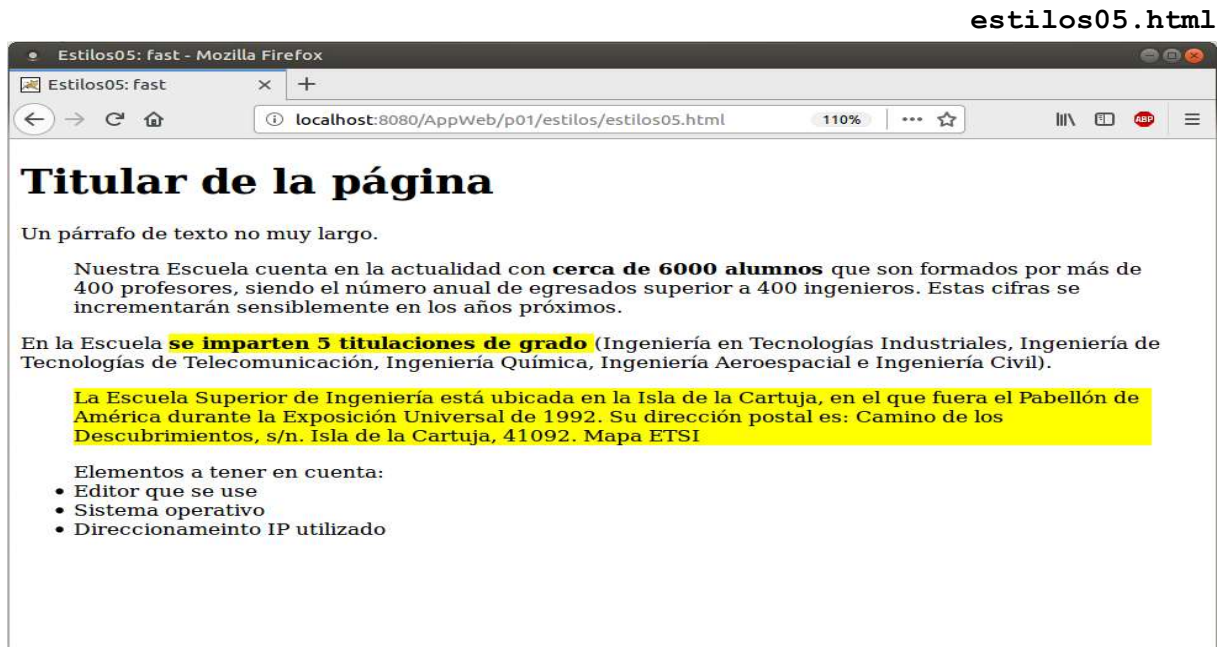 estilos05.html
Estilos05: fast - Mozilla Firefox
Estilos05: fast
localhost:8080/AppWeb/p01/estilos/estilos05.html 110%
ABP
Titular de la página
Un párrafo de texto no muy largo.
Nuestra Escuela cuenta en la actualidad con cerca de 6000 alumnos que son formados por más de
400 profesores, siendo el número anual de egresados superior a 400 ingenieros. Estas cifras se
incrementarán sensiblemente en los años próximos.
En la Escuela se imparten 5 titulaciones de grado (Ingeniería en Tecnologías Industriales, Ingeniería de
Tecnologías de Telecomunicación, Ingeniería Química, Ingeniería Aeroespacial e Ingeniería Civil).
La Escuela Superior de Ingeniería está ubicada en la Isla de la Cartuja, en el que fuera el Pabellón de
América durante la Exposición Universal de 1992. Su dirección postal es: Camino de los
Descubrimientos, s/n. Isla de la Cartuja, 41092. Mapa ETSI
Elementos a tener en cuenta:
• Editor que se use
• Sistema operativo
• Direccionameinto IP utilizado